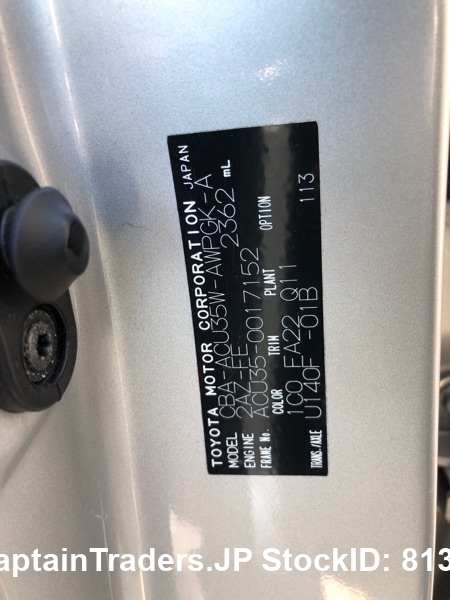 TOYOTA MOTOR CORPORATION JAPAN
MODEL CBA-ACU35W-AWPGK-A
ENGINE 2AZ-FE 2362 mL
FRAME No. ACU35-0017152
COLOR TRIM PLANT OPTION
1C0 FA22 Q11 113
TRANS./AXLE U140F -01B
aptainTraders.JP StockID: 813